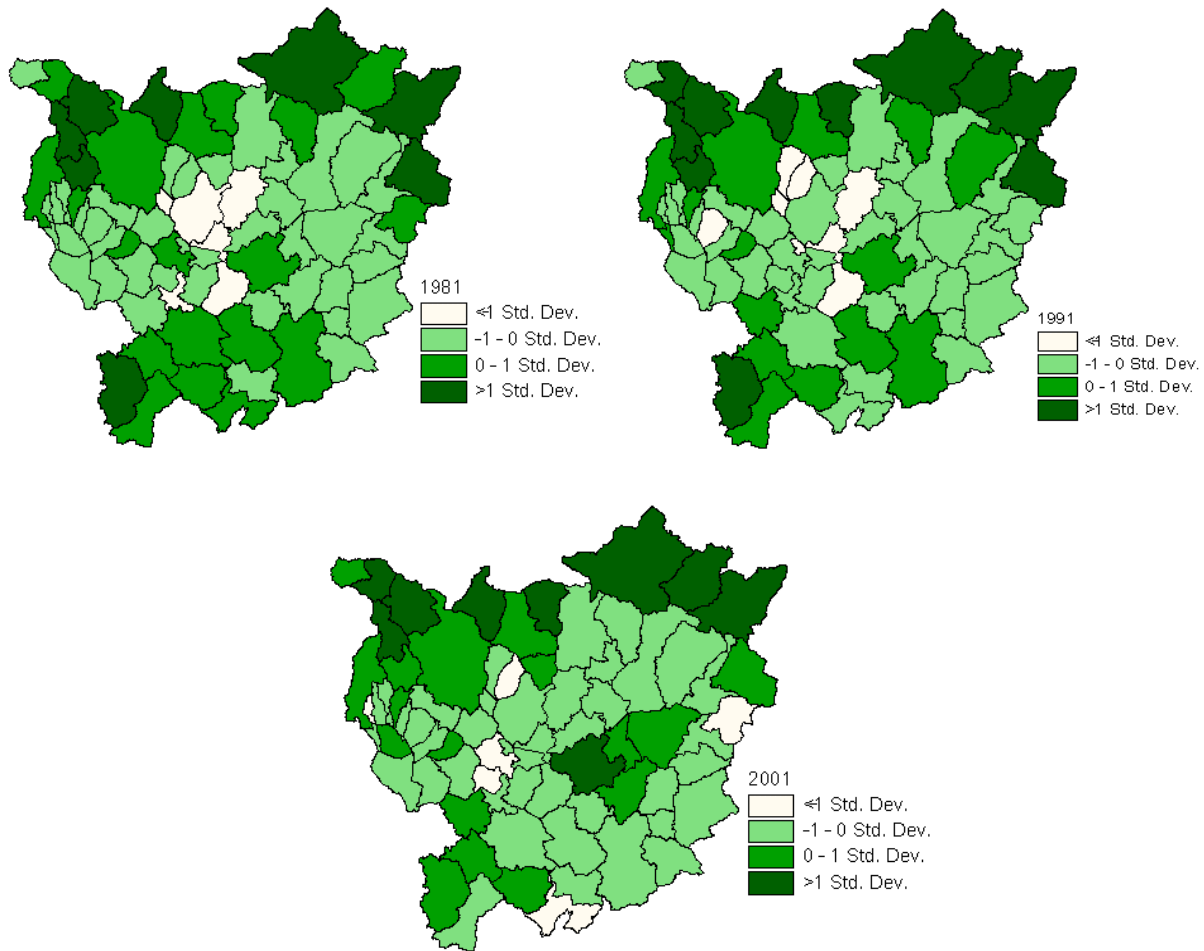 1981
<1 Std. Dev.
-1 - 0 Std. Dev.
0 - 1 Std. Dev.
>1 Std. Dev.
1991
<1 Std. Dev.
-1 - 0 Std. Dev.
0 - 1 Std. Dev.
>1 Std. Dev.
2001
<1 Std. Dev.
-1 - 0 Std. Dev.
0 - 1 Std. Dev.
>1 Std. Dev.